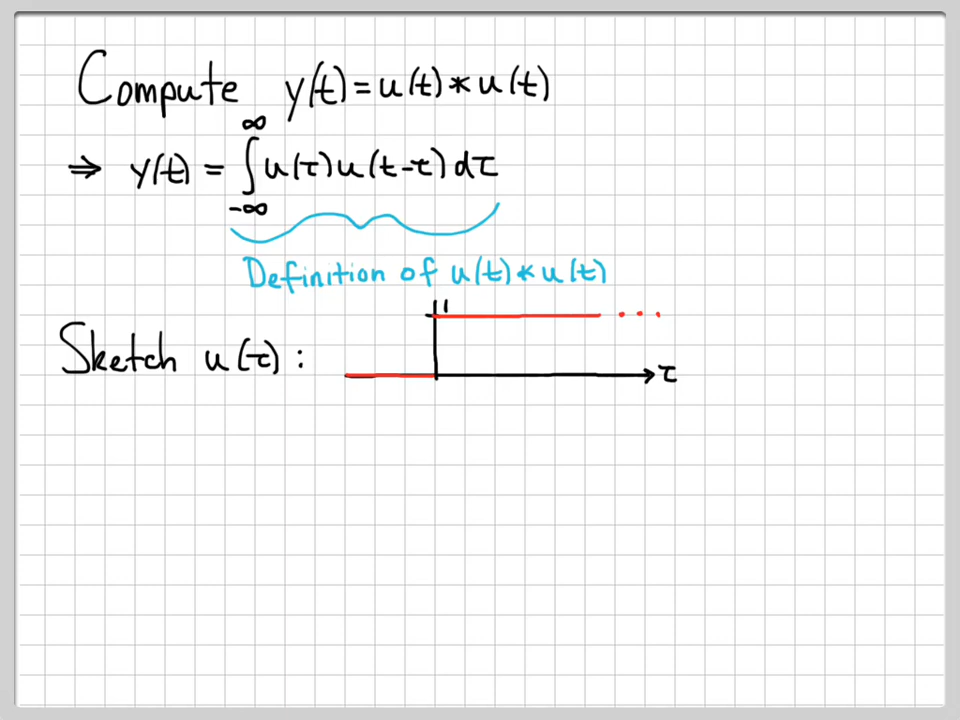 Compute y(t) = u(t) * u(t)
⇒ y(t) = ∫_{-∞}^{∞} u(τ) u(t-τ) dτ
Definition of u(t) * u(t)
1
Sketch u(τ) :
τ